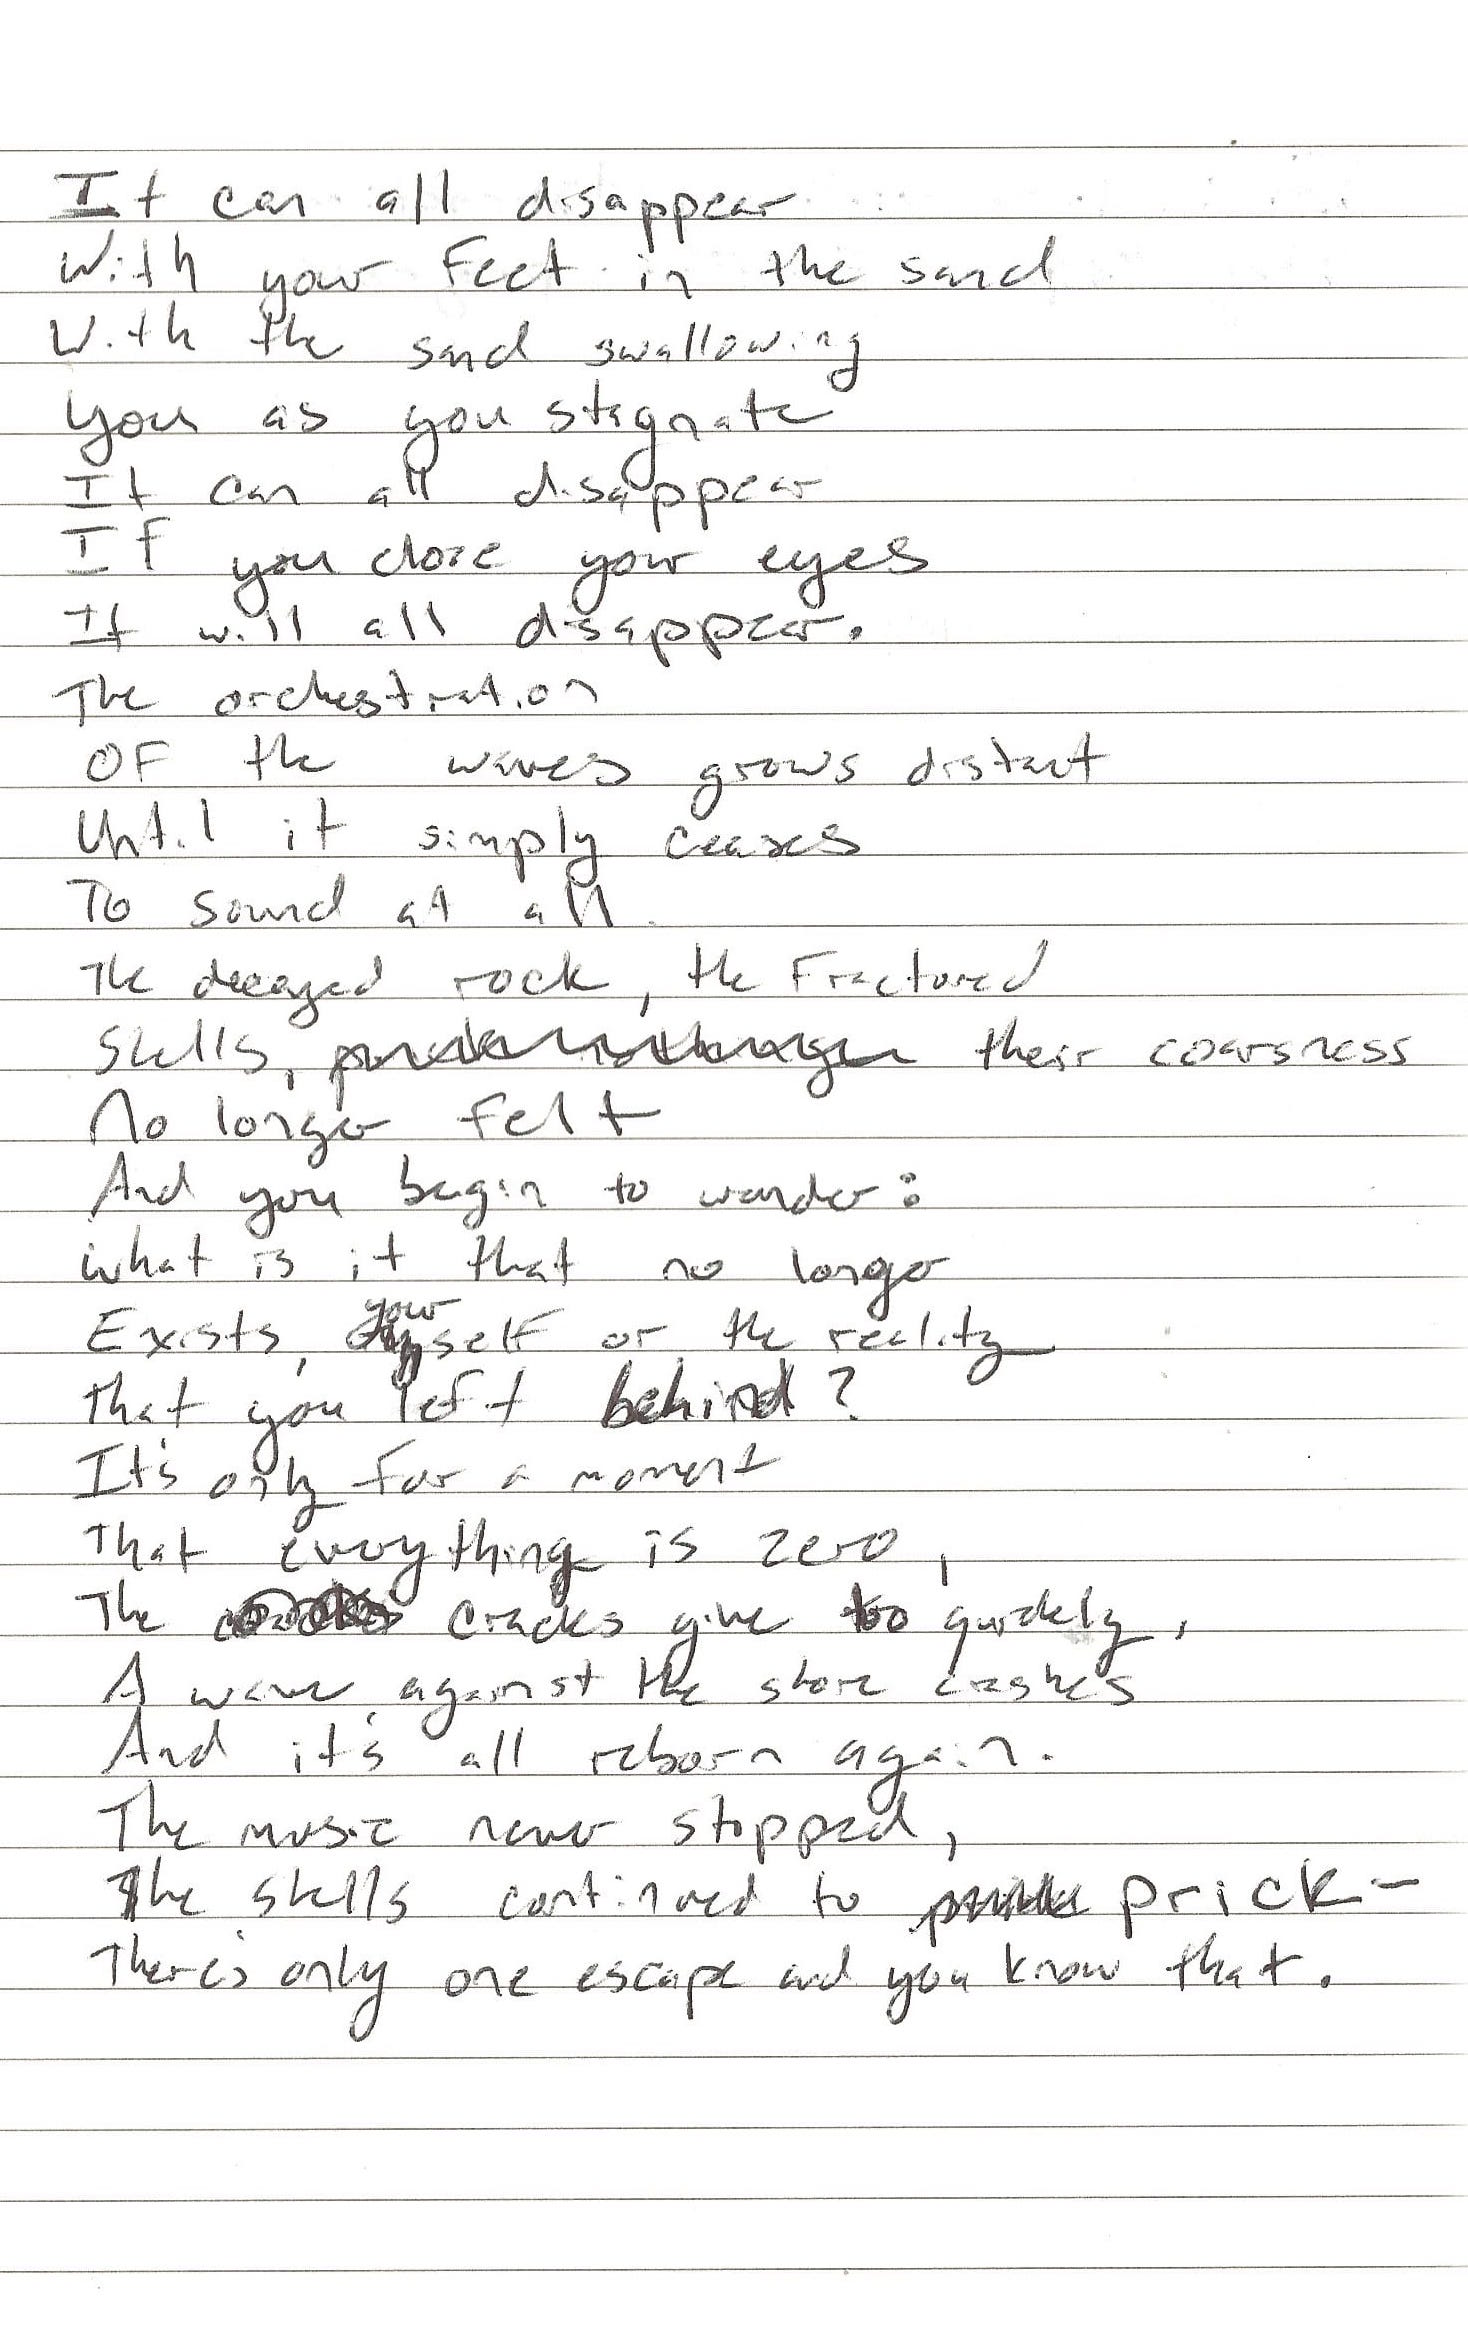 It can all disappear
With your Feet in the sand
With the sand swallowing
You as you stagnate
It can all disappear
If you close your eyes
It will all disappear.
The orchestration
OF the waves grows distant
Until it simply ceases
To sound at all.
The decayed rock, the Fractured
Shells, their coarsness
No longer felt
And you begin to wonder:
what is it that no longer
Exists, yourself or the reality
That you left behind?
It's only for a moment
That everything is zero,
The cracks give too quickly,
A wave against the shore crashes
And it's all reborn again.
The music never stopped,
The shells continued to prick-
There's only one escape and you know that.